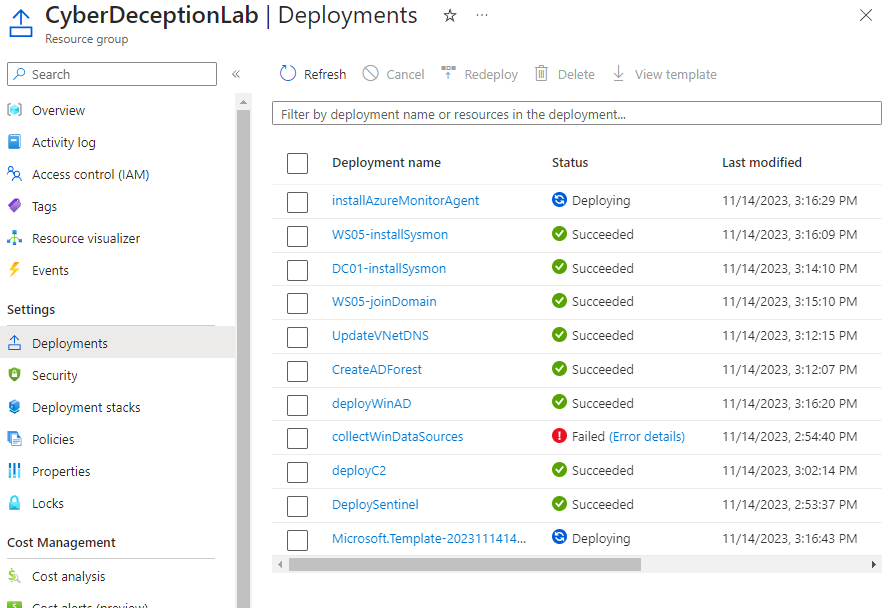 CyberDeceptionLab | Deployments
Resource group
Search
Overview
Activity log
Access control (IAM)
Tags
Resource visualizer
Events
Settings
Deployments
Security
Deployment stacks
Policies
Properties
Locks
Cost Management
Cost analysis
Cost alerts (preview)
Refresh Cancel Redeploy Delete View template
Filter by deployment name or resources in the deployment...
Deployment name Status Last modified
installAzureMonitorAgent Deploying 11/14/2023, 3:16:29 PM
WS05-installSysmon Succeeded 11/14/2023, 3:16:09 PM
DC01-installSysmon Succeeded 11/14/2023, 3:14:10 PM
WS05-joinDomain Succeeded 11/14/2023, 3:15:10 PM
UpdateVNetDNS Succeeded 11/14/2023, 3:12:15 PM
CreateADForest Succeeded 11/14/2023, 3:12:07 PM
deployWinAD Succeeded 11/14/2023, 3:16:20 PM
collectWinDataSources Failed (Error details) 11/14/2023, 2:54:40 PM
deployC2 Succeeded 11/14/2023, 3:02:14 PM
DeploySentinel Succeeded 11/14/2023, 2:53:37 PM
Microsoft.Template-2023111414... Deploying 11/14/2023, 3:16:43 PM